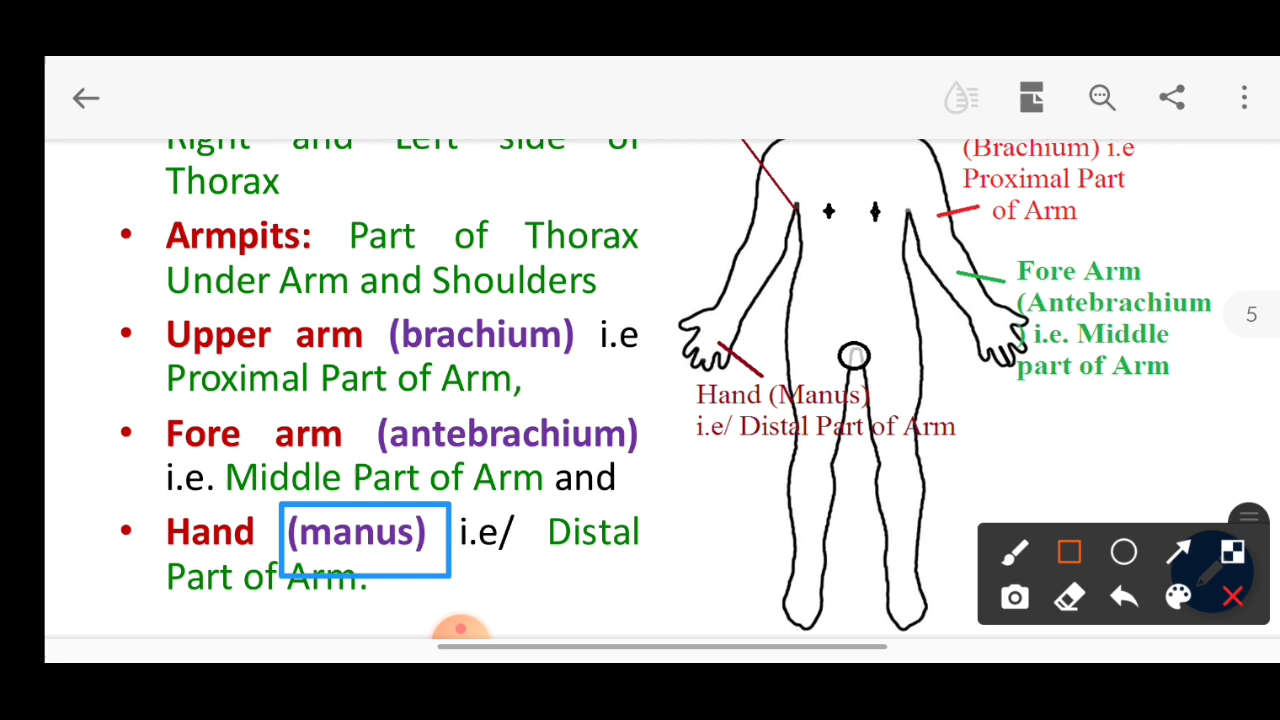 Right and Left side of
Thorax
• Armpits: Part of Thorax
Under Arm and Shoulders
• Upper arm (brachium) i.e
Proximal Part of Arm,
• Fore arm (antebrachium)
i.e. Middle Part of Arm and
• Hand (manus) i.e/ Distal
Part of Arm.
(Brachium) i.e
Proximal Part
of Arm
Fore Arm
(Antebrachium
) i.e. Middle
part of Arm
Hand (Manus)
i.e/ Distal Part of Arm
5